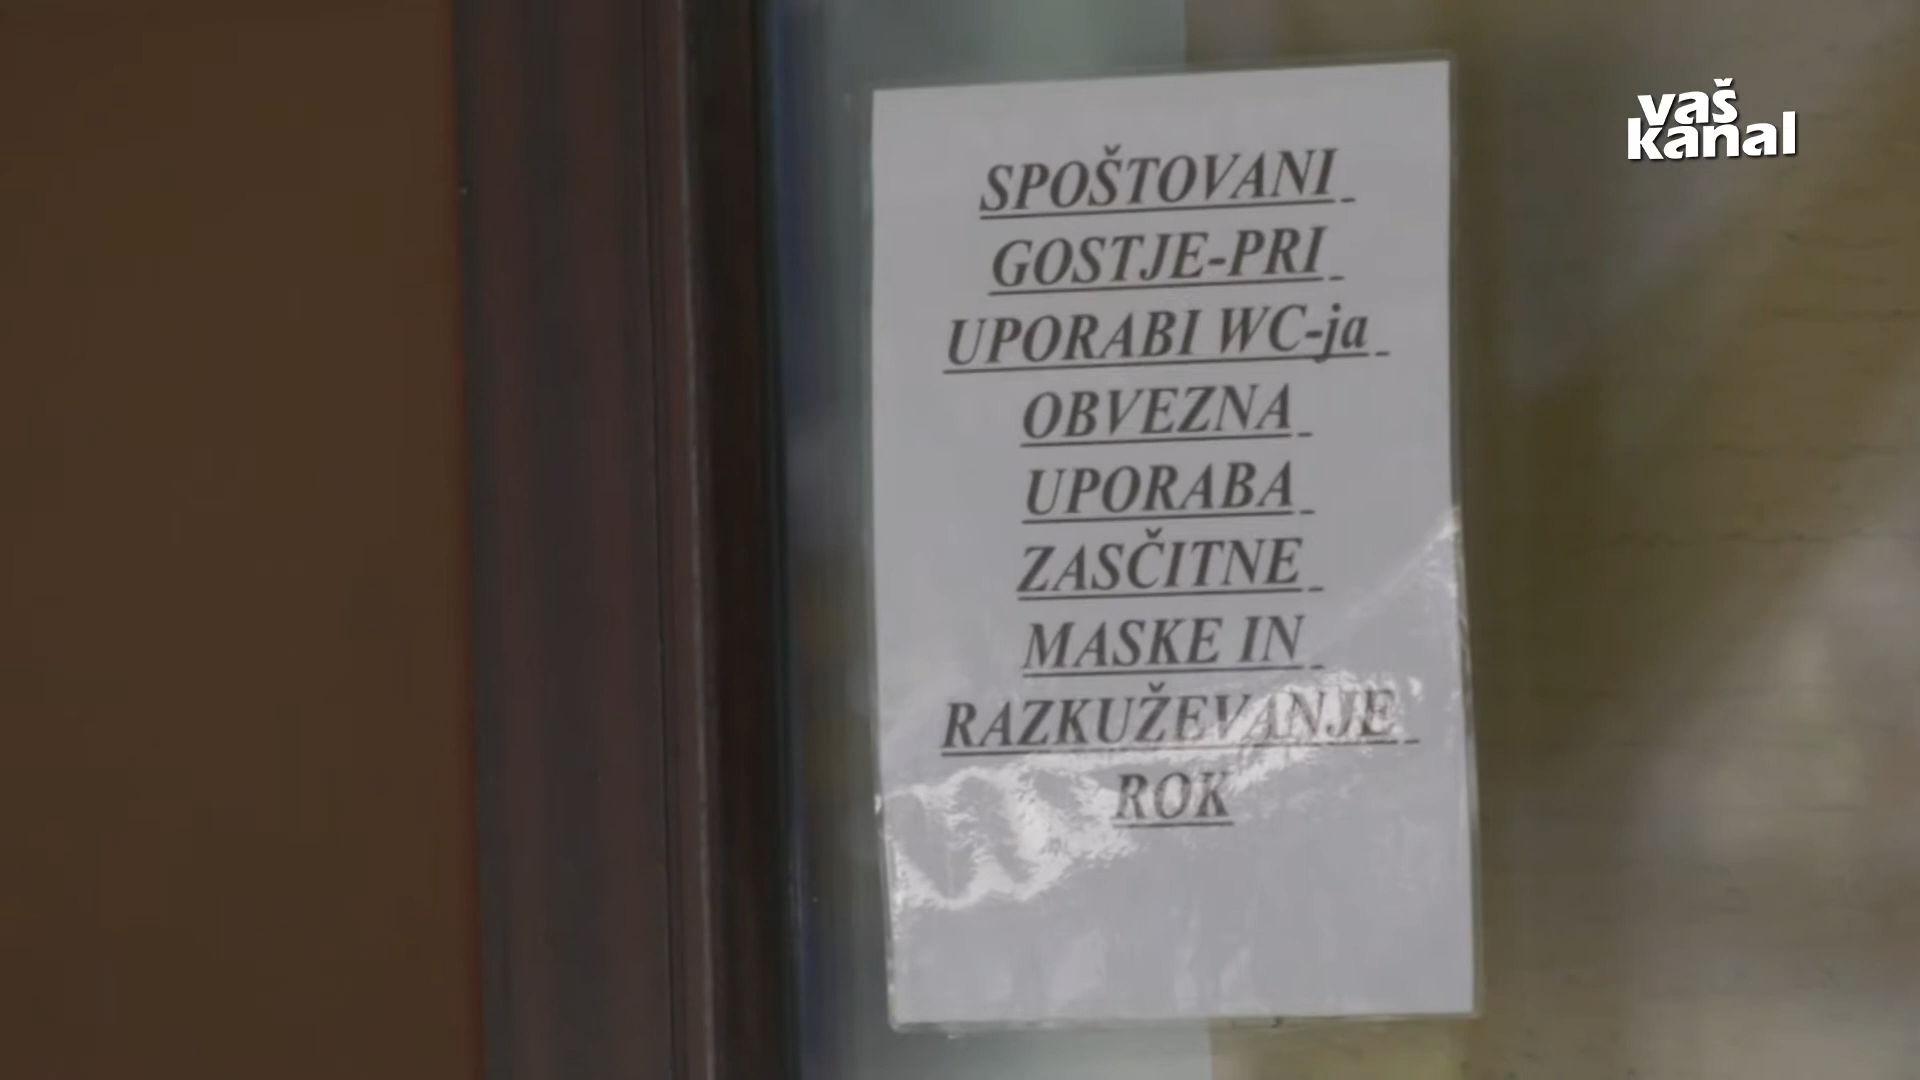 vaš
kanal
SPOŠTOVANI
GOSTJE-PRI
UPORABI WC-ja
OBVEZNA
UPORABA
ZASČITNE
MASKE IN
RAZKUŽEVANJE
ROK